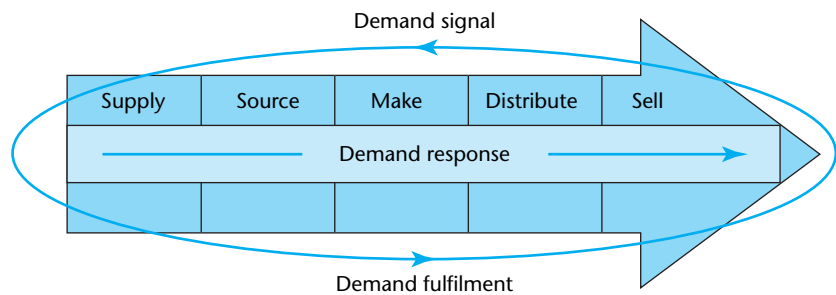 Demand signal
Supply Source Make Distribute Sell
Demand response
Demand fulfilment